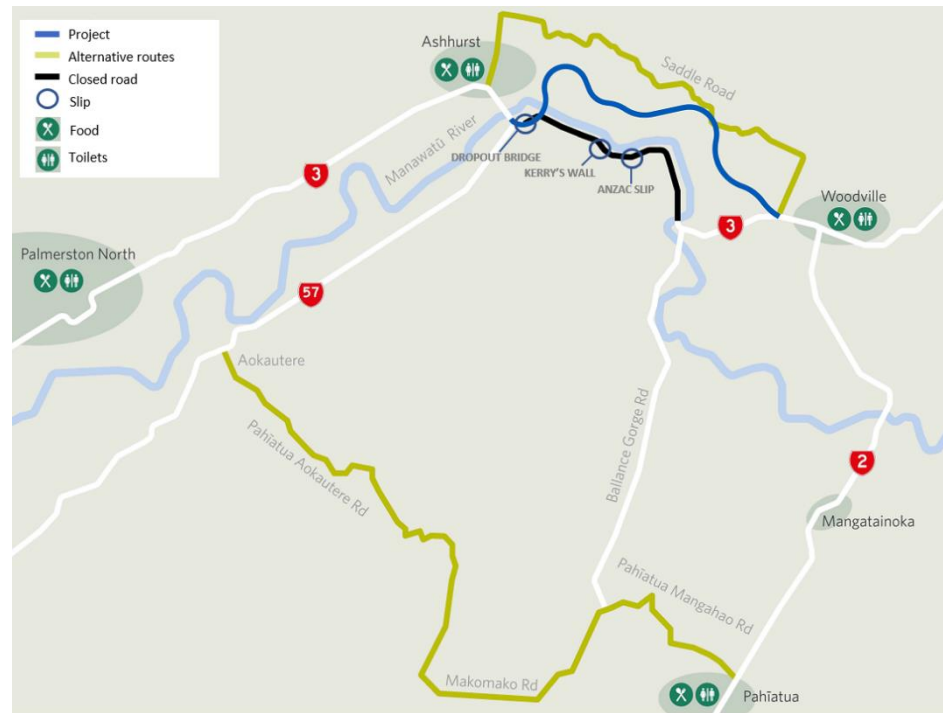 Project
Alternative routes
Closed road
Slip
Food
Toilets
Ashhurst
Saddle Road
Manawatū River
DROPOUT BRIDGE
KERRY'S WALL
ANZAC SLIP
3
Woodville
3
Palmerston North
57
Aokautere
Pahīatua Aokautere Rd
Ballance Gorge Rd
2
Mangatainoka
Pahīatua Mangahao Rd
Makomako Rd
Pahīatua